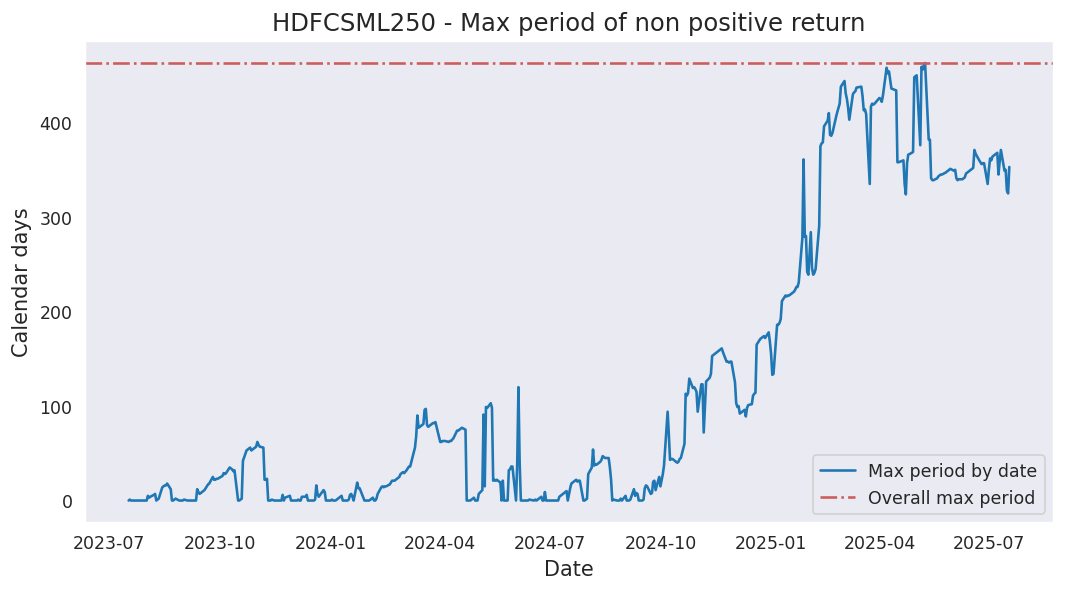 HDFCSML250 - Max period of non positive return
Calendar days
400
300
200
100
0
2023-07 2023-10 2024-01 2024-04 2024-07 2024-10 2025-01 2025-04 2025-07
Date
Max period by date
Overall max period